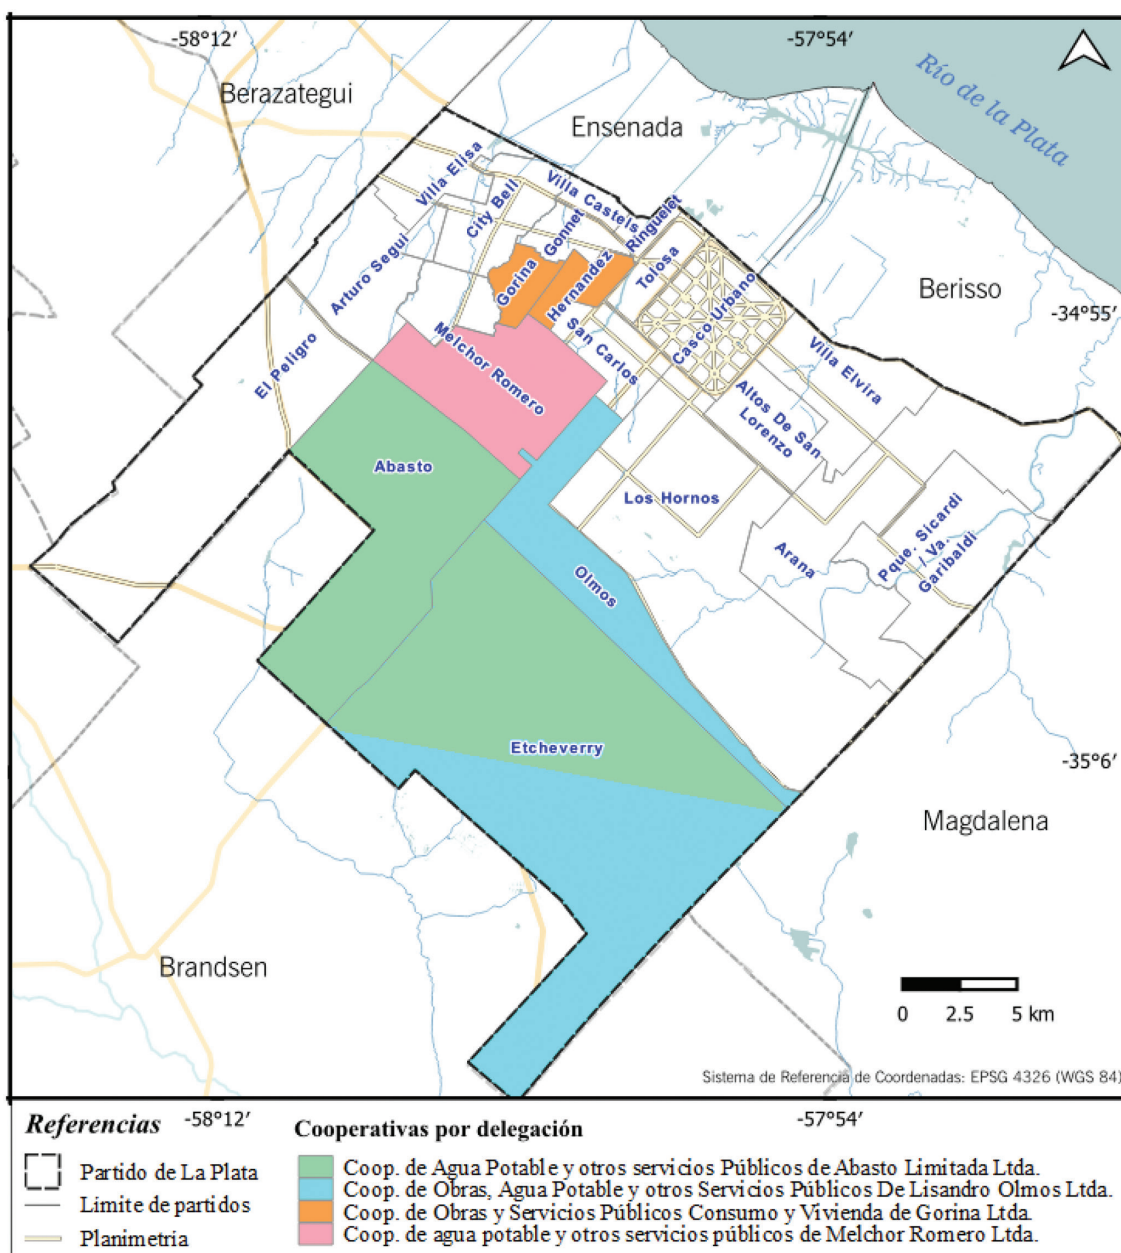 -58°12′
-57°54′
Berazategui
Ensenada
Río de la Plata
Villa Elisa
City Bell
Villa Castels
Gonnet
Ringuelet
Arturo Segui
Gorina
Hernandez
Tolosa
Casco Urbano
Berisso
-34°55′
El Peligro
Melchor Romero
San Carlos
Villa Elvira
Altos De San
Lorenzo
Abasto
Los Hornos
Arana
Pque. Sicardi
/ Va.
Garibaldi
Olmos
Etcheverry
-35°6′
Magdalena
Brandsen
0 2.5 5 km
Sistema de Referencia de Coordenadas: EPSG 4326 (WGS 84)
-58°12′
-57°54′
Referencias
Partido de La Plata
Limite de partidos
Planimetria
Cooperativas por delegación
Coop. de Agua Potable y otros servicios Públicos de Abasto Limitada Ltda.
Coop. de Obras, Agua Potable y otros Servicios Públicos De Lisandro Olmos Ltda.
Coop. de Obras y Servicios Públicos Consumo y Vivienda de Gorina Ltda.
Coop. de agua potable y otros servicios públicos de Melchor Romero Ltda.